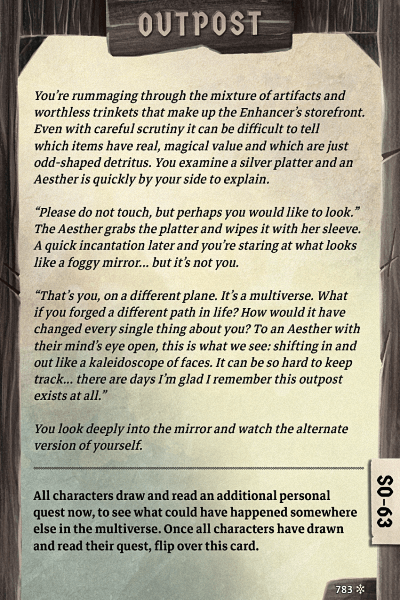 OUTPOST
You're rummaging through the mixture of artifacts and
worthless trinkets that make up the Enhancer's storefront.
Even with careful scrutiny it can be difficult to tell
which items have real, magical value and which are just
odd-shaped detritus. You examine a silver platter and an
Aesther is quickly by your side to explain.
“Please do not touch, but perhaps you would like to look.”
The Aesther grabs the platter and wipes it with her sleeve.
A quick incantation later and you're staring at what looks
like a foggy mirror... but it's not you.
“That's you, on a different plane. It's a multiverse. What
if you forged a different path in life? How would it have
changed every single thing about you? To an Aesther with
their mind's eye open, this is what we see: shifting in and
out like a kaleidoscope of faces. It can be so hard to keep
track... there are days I'm glad I remember this outpost
exists at all.”
You look deeply into the mirror and watch the alternate
version of yourself.
All characters draw and read an additional personal
quest now, to see what could have happened somewhere
else in the multiverse. Once all characters have drawn
and read their quest, flip over this card.
SO-63
783